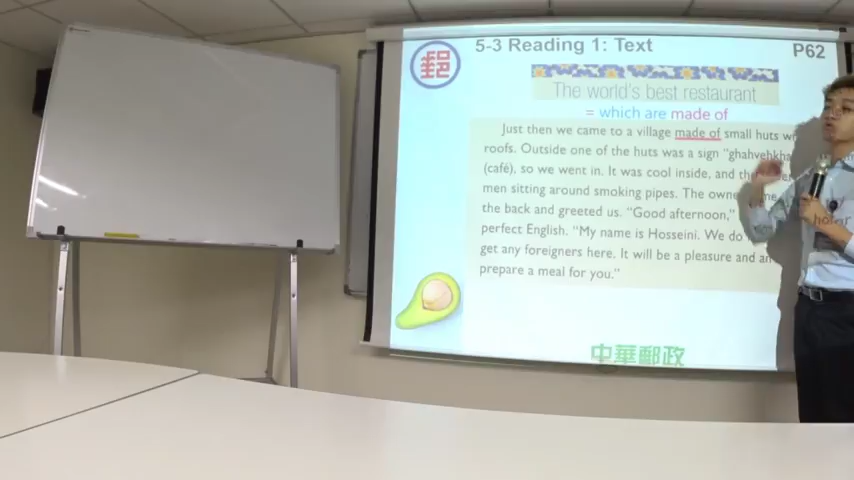 5-3 Reading 1: Text
P62
郵
The world's best restaurant
= which are made of
Just then we came to a village made of small huts
roofs. Outside one of the huts was a sign "ghahvehkha
(café), so we went in. It was cool inside, and
men sitting around smoking pipes. The
the back and greeted us. "Good afternoon,"
perfect English. "My name is Hosseini. We do
get any foreigners here. It will be a pleasure and an
prepare a meal for you."
中華郵政